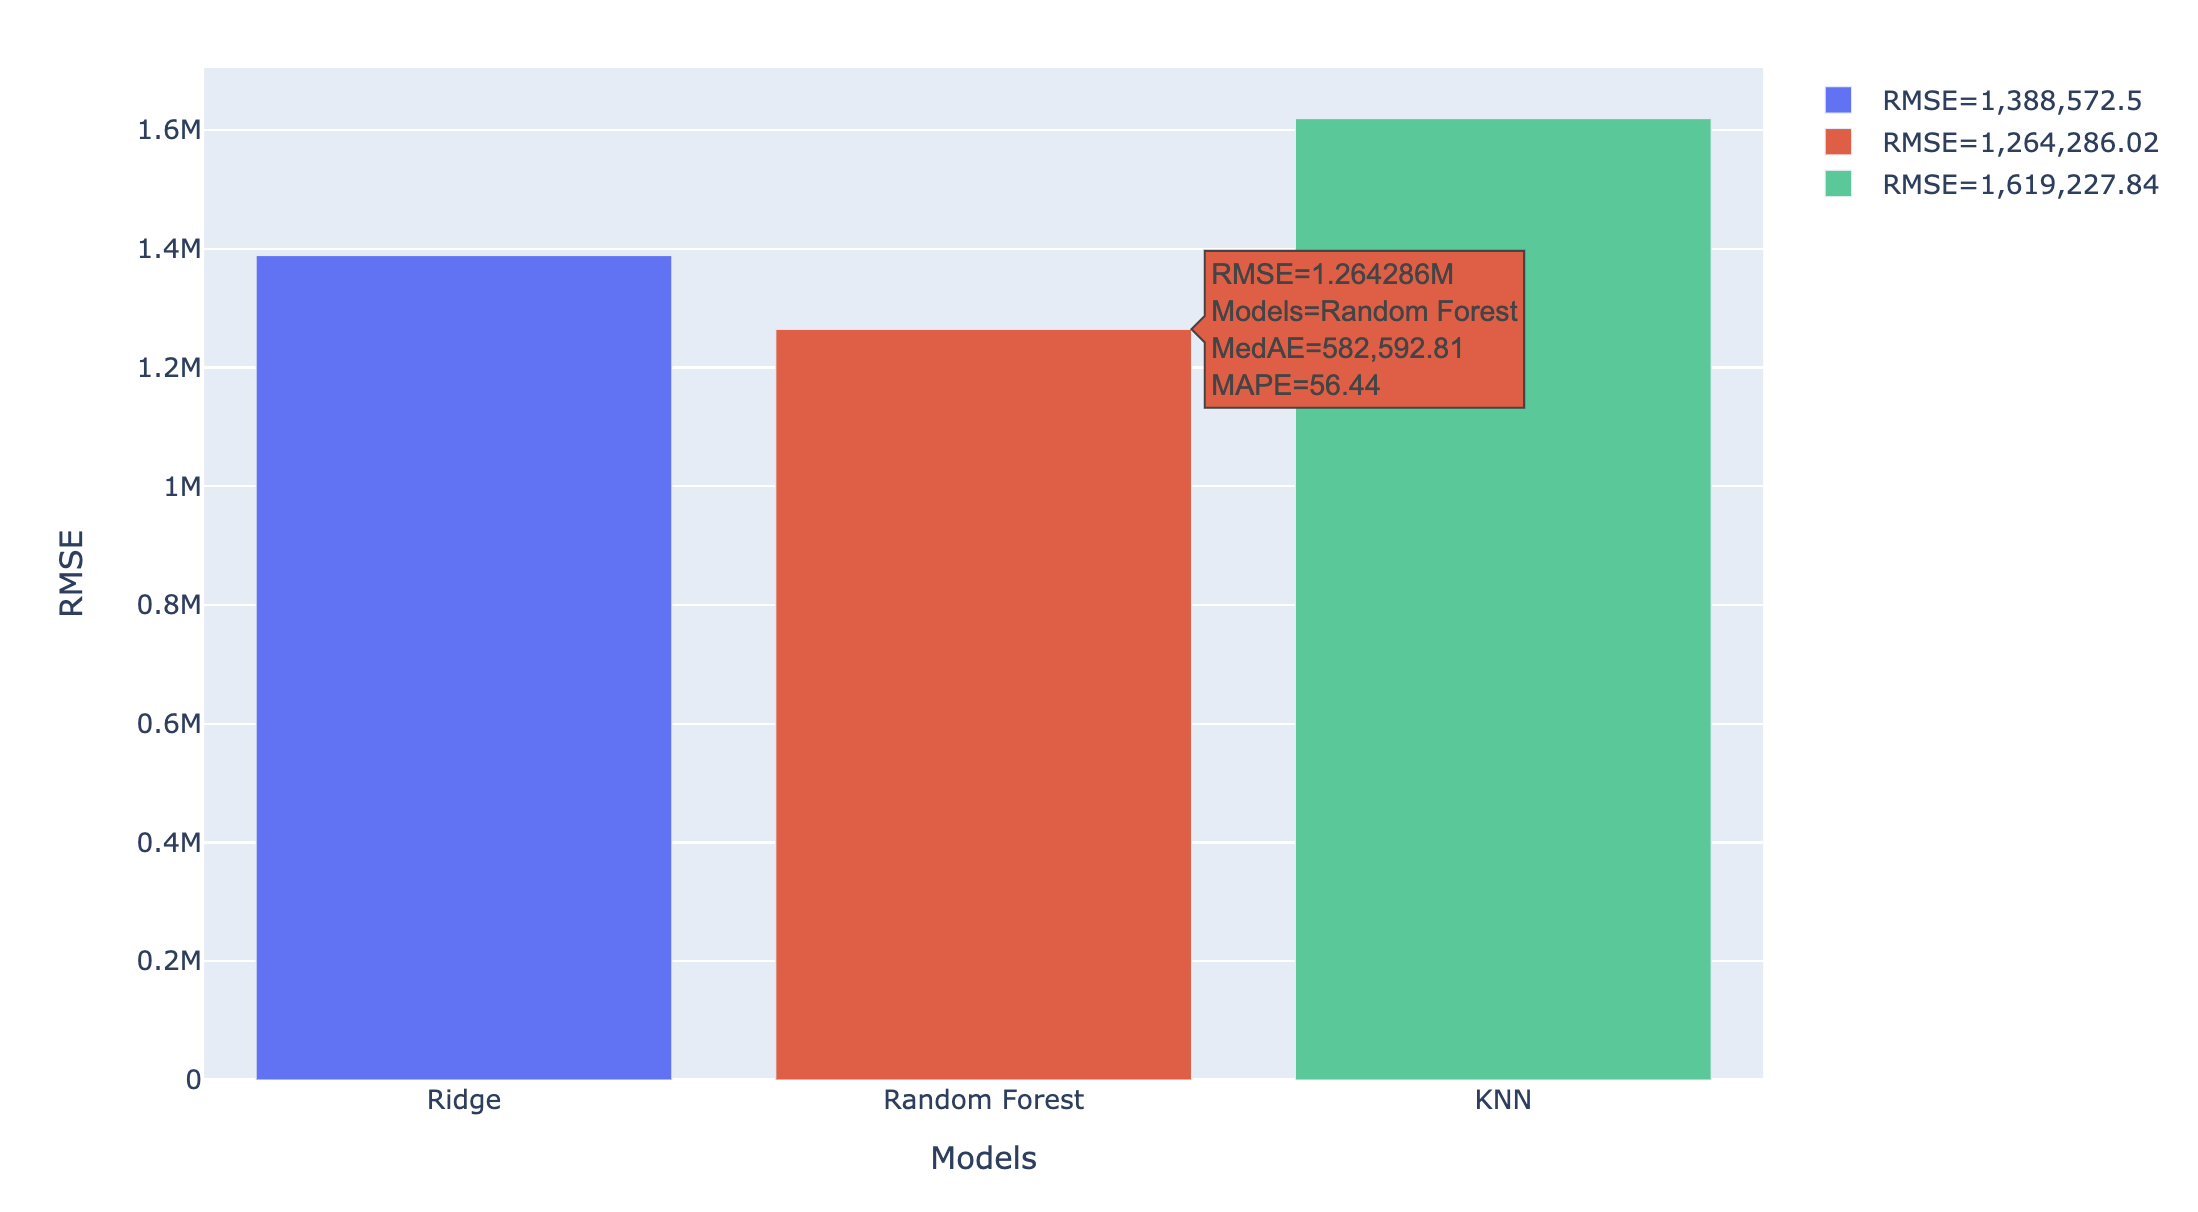 RMSE=1,388,572.5
RMSE=1,264,286.02
RMSE=1,619,227.84
1.6M
1.4M
1.2M
1M
0.8M
0.6M
0.4M
0.2M
0
RMSE
RMSE=1.264286M
Models=Random Forest
MedAE=582,592.81
MAPE=56.44
Ridge
Random Forest
KNN
Models